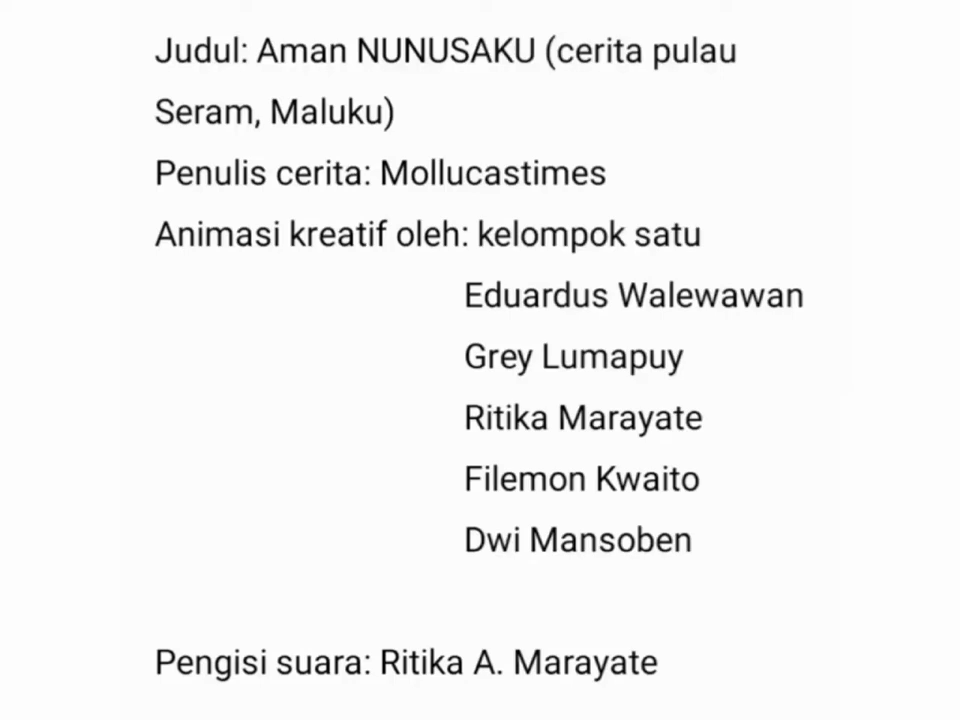 Judul: Aman NUNUSAKU (cerita pulau
Seram, Maluku)
Penulis cerita: Mollucastimes
Animasi kreatif oleh: kelompok satu
Eduardus Walewawan
Grey Lumapuy
Ritika Marayate
Filemon Kwaito
Dwi Mansoben
Pengisi suara: Ritika A. Marayate